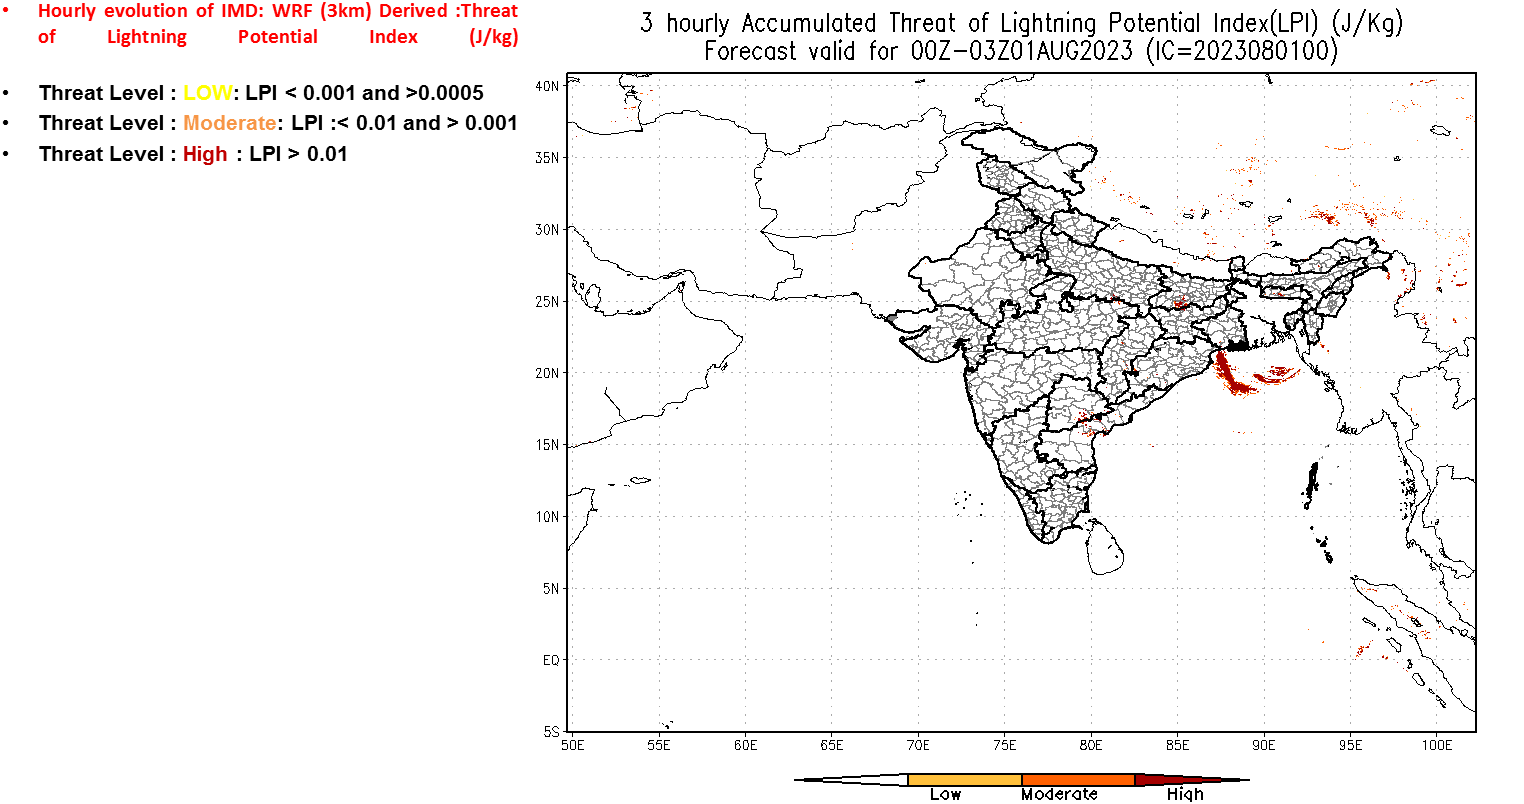 • Hourly evolution of IMD: WRF (3km) Derived :Threat
of Lightning Potential Index (J/kg)
• Threat Level : LOW: LPI < 0.001 and >0.0005
• Threat Level : Moderate: LPI :< 0.01 and > 0.001
• Threat Level : High : LPI > 0.01
3 hourly Accumulated Threat of Lightning Potential Index(LPI) (J/Kg)
Forecast valid for 00Z-03Z01AUG2023 (IC=2023080100)
40N
35N
30N
25N
20N
15N
10N
5N
EQ
5S
50E 55E 60E 65E 70E 75E 80E 85E 90E 95E 100E
Low Moderate High